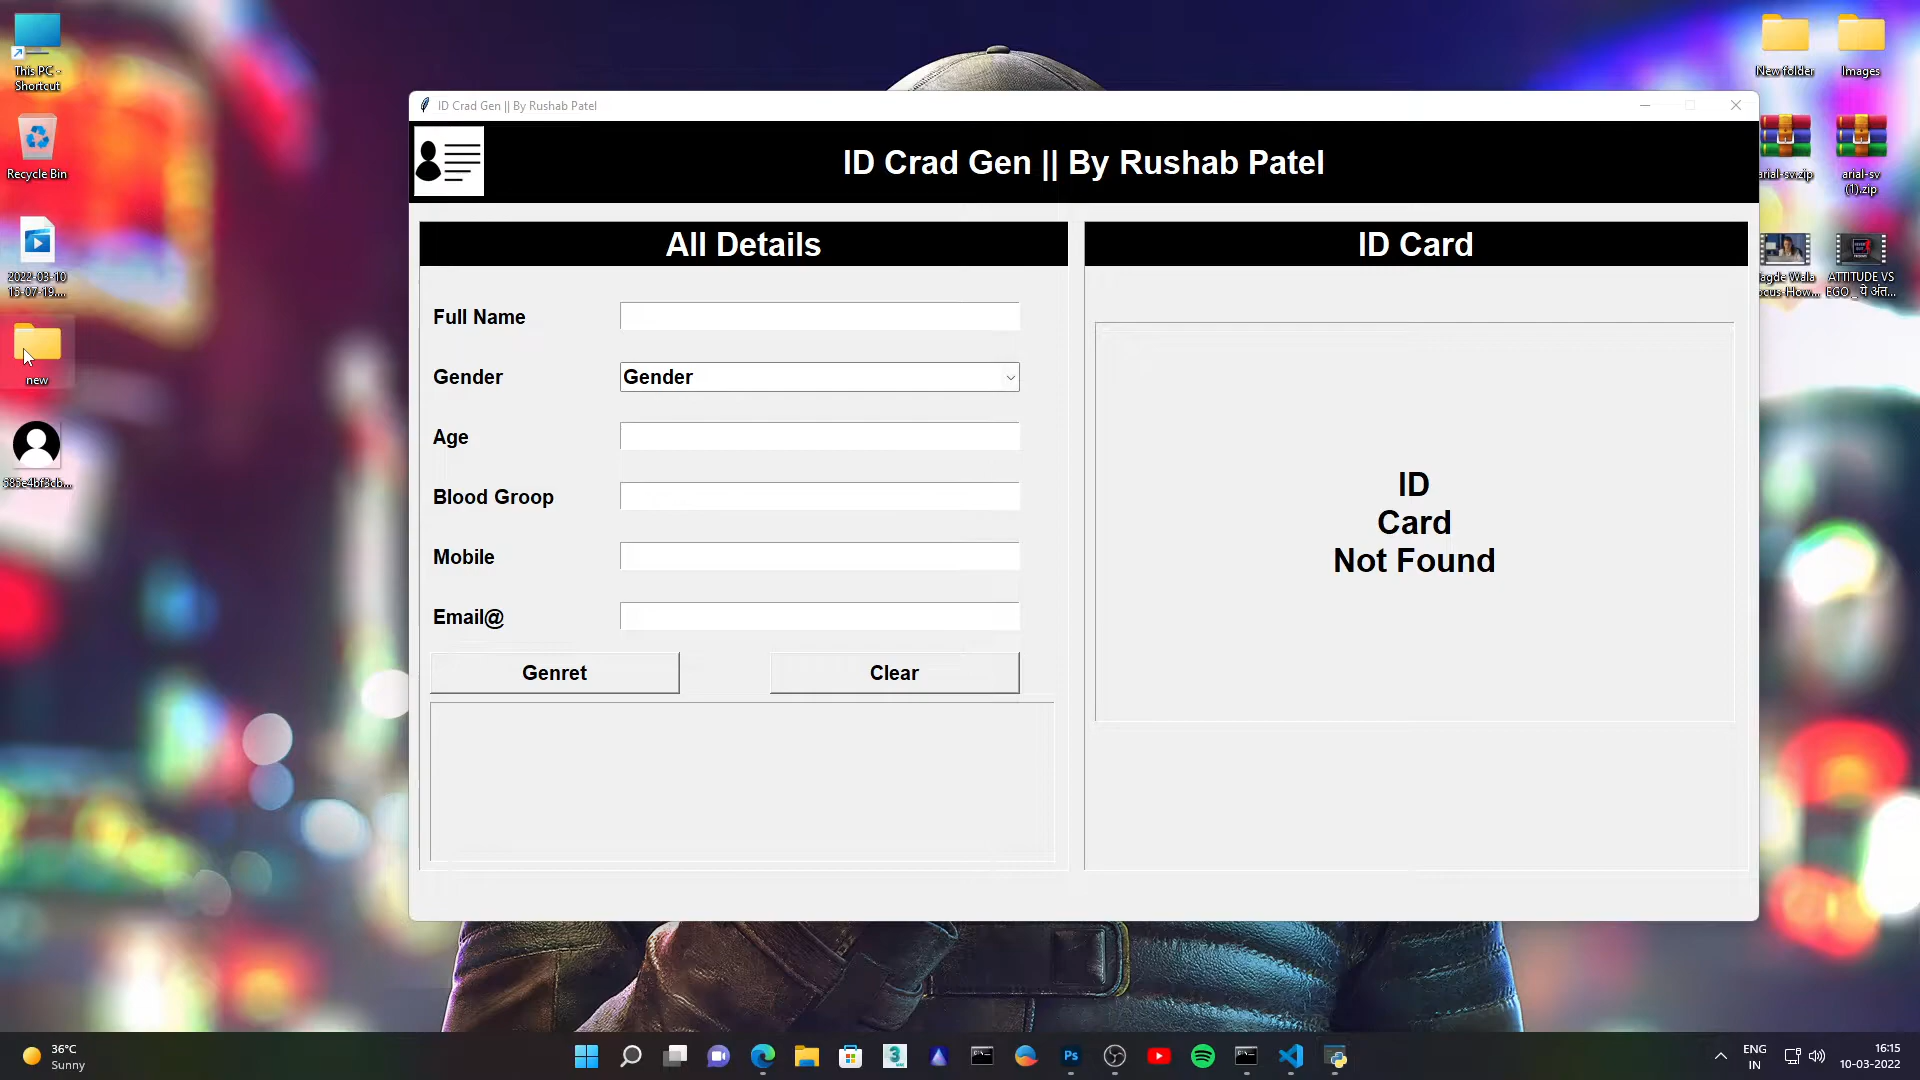 This PC -
Shortcut
Recycle Bin
2022-03-10
15-07-19....
new
585e4bf3cb...
New folder
Images
arial-sv.zip
arial-sv
(1).zip
ATTITUDE VS
EGO_ ये अंत...
ID Crad Gen || By Rushab Patel
ID Crad Gen || By Rushab Patel
All Details
ID Card
Full Name
Gender
Gender
Age
Blood Groop
Mobile
Email@
Genret
Clear
ID
Card
Not Found
36°C
Sunny
Ps
ENG
IN
16:15
10-03-2022